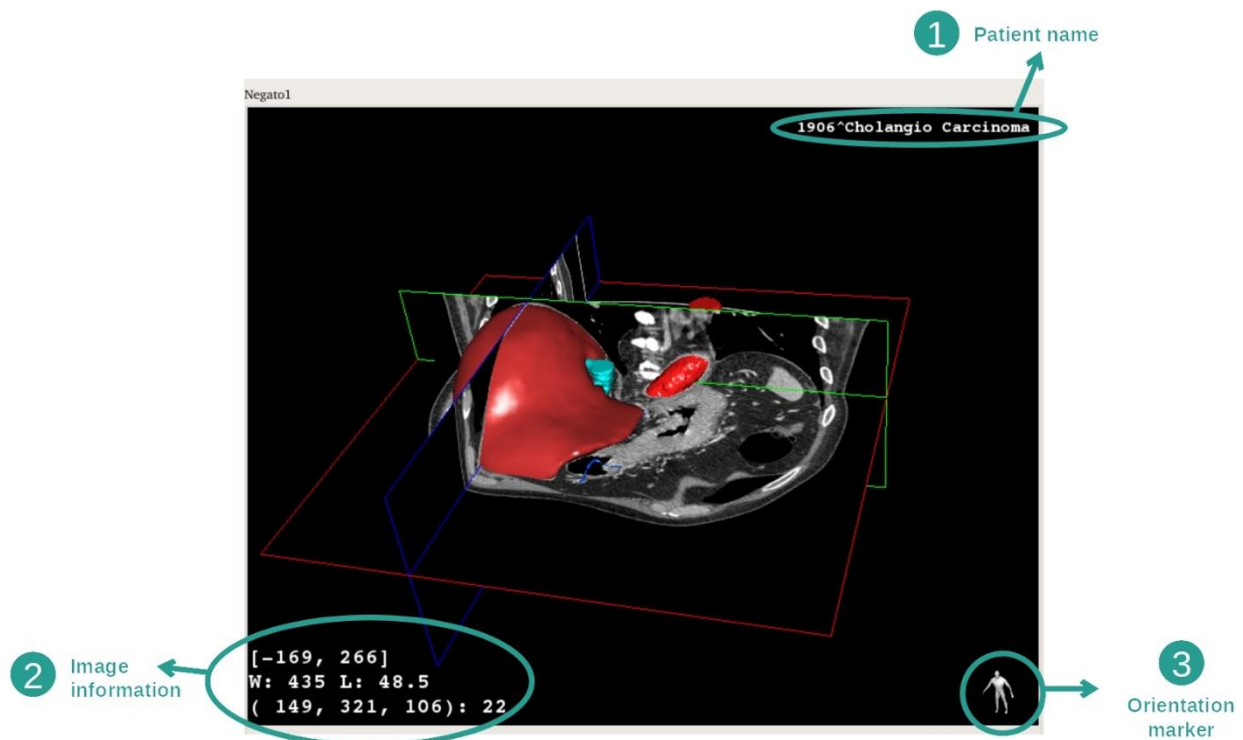 1
Patient name
Negato1
1906^Cholangio Carcinoma
[-169, 266]
W: 435 L: 48.5
( 149, 321, 106): 22
2
Image
information
3
Orientation
marker